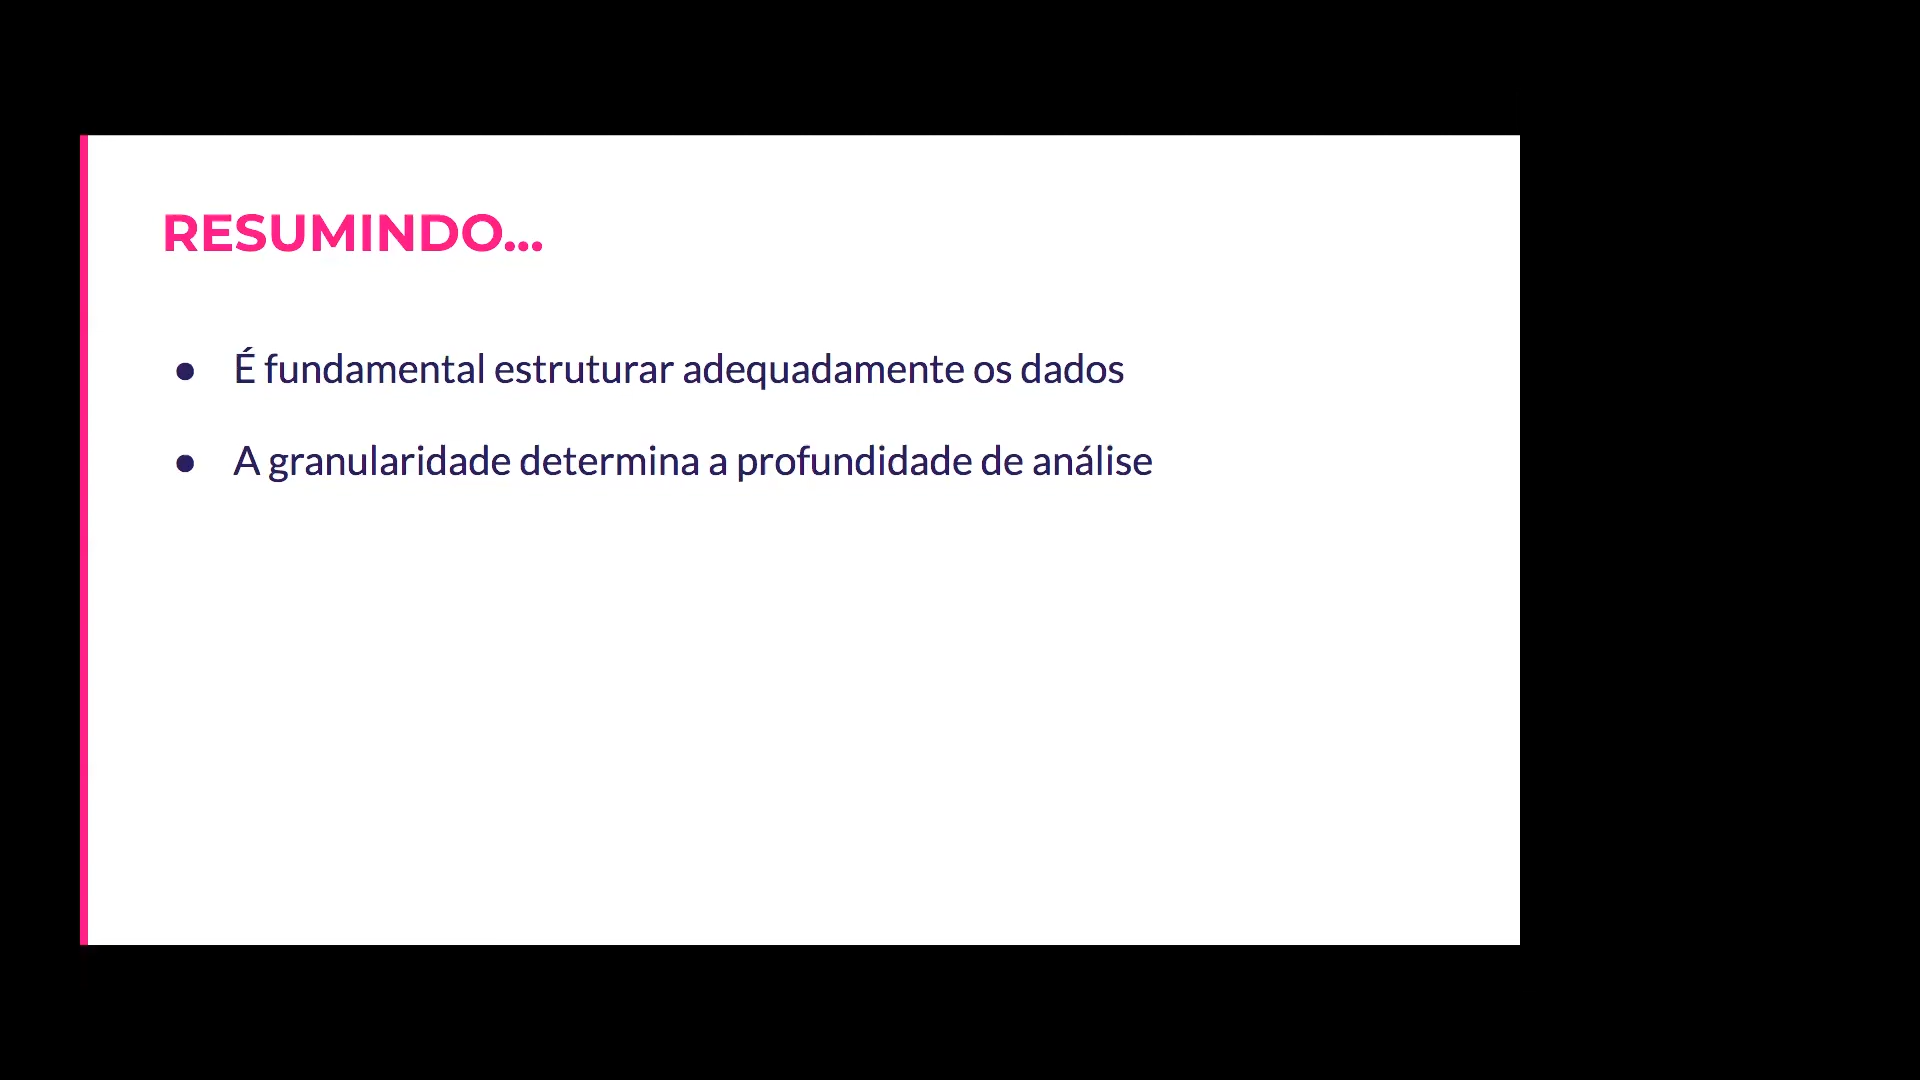 RESUMINDO...
● É fundamental estruturar adequadamente os dados
● A granularidade determina a profundidade de análise